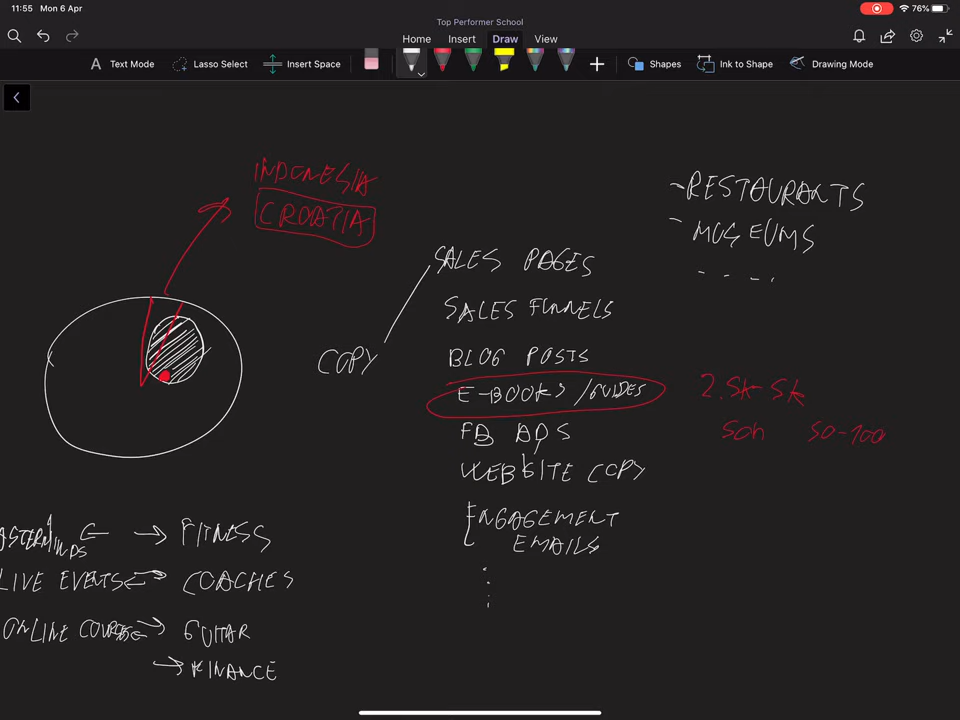 11:55 Mon 6 Apr
76%
Top Performer School
Home Insert Draw View
Text Mode Lasso Select Insert Space Shapes Ink to Shape Drawing Mode
INDONESIA
CROATIA
RESTAURANTS
MUSEUMS
SALES PAGES
SALES FUNNELS
BLOG POSTS
COPY
E-BOOKS /GUIDES
2.5k-5k
FB ADS
50h 50-100
WEBSITE COPY
ENGAGEMENT
EMAILS
ASTERMINDS FITNESS
LIVE EVENTS COACHES
ONLINE COURSES GUITAR
FINANCE